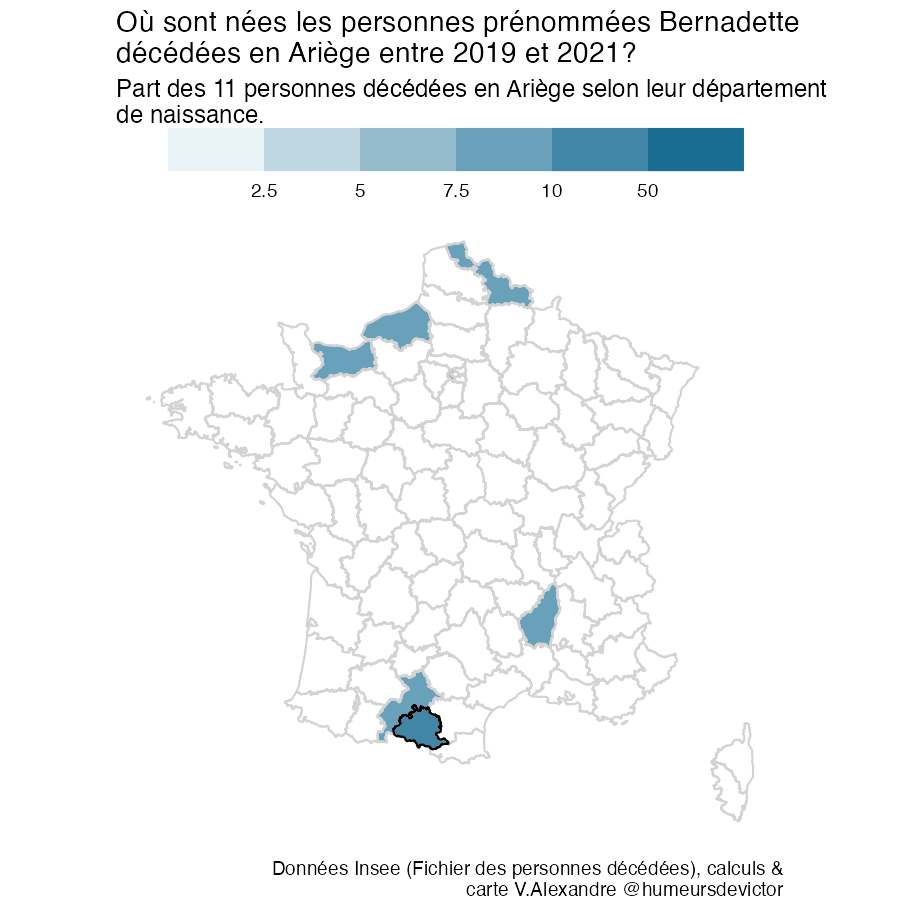 Où sont nées les personnes prénommées Bernadette
décédées en Ariège entre 2019 et 2021?
Part des 11 personnes décédées en Ariège selon leur département
de naissance.
2.5 5 7.5 10 50
Données Insee (Fichier des personnes décédées), calculs &
carte V.Alexandre @humeursdevictor